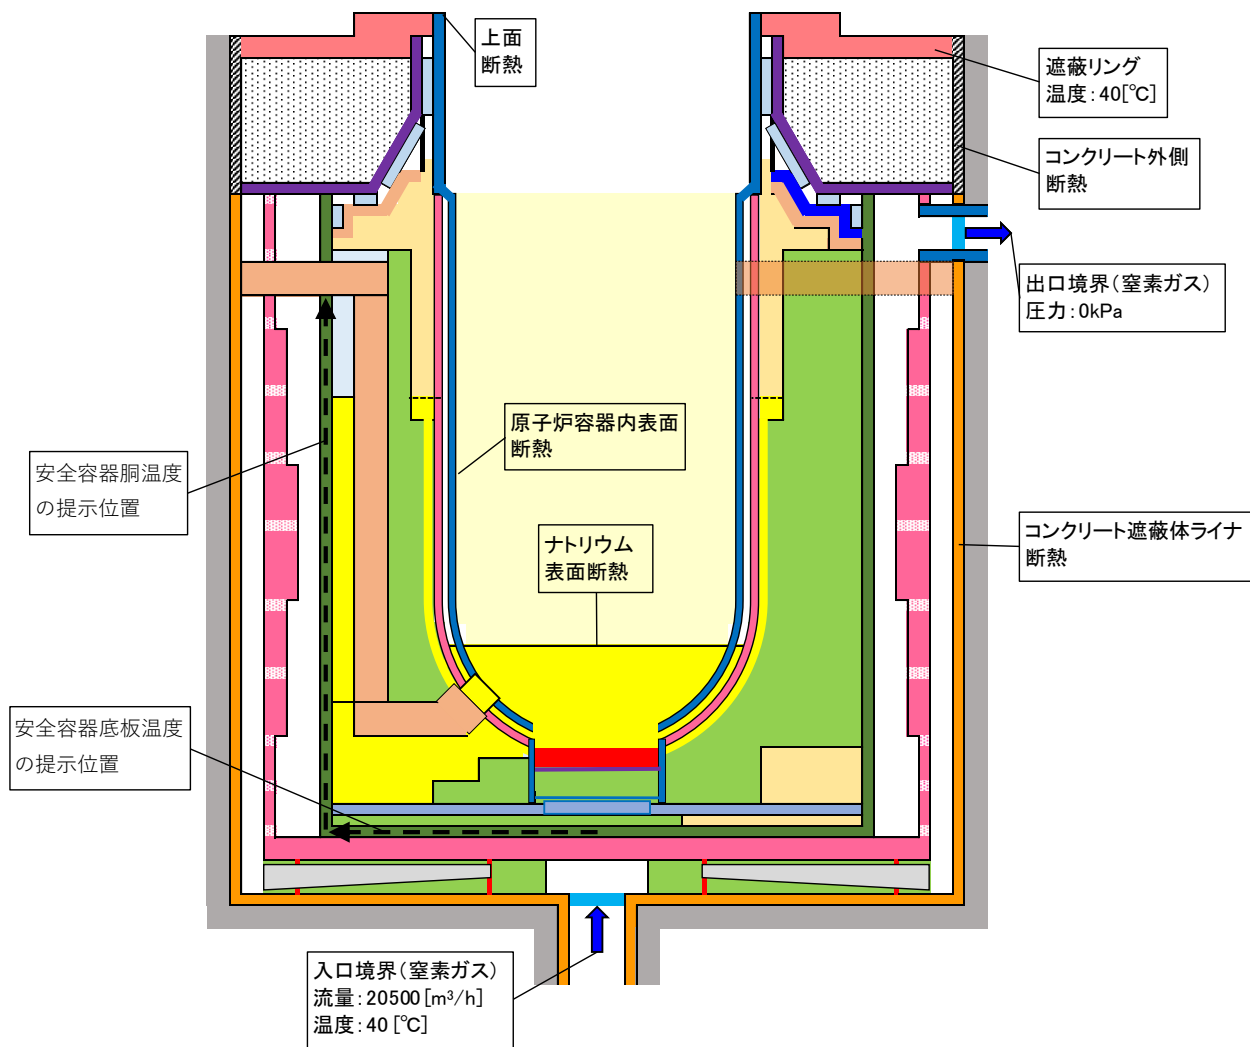 上面
断熱
遮蔽リング
温度：40[℃]
コンクリート外側
断熱
出口境界（窒素ガス）
圧力：0kPa
原子炉容器内表面
断熱
安全容器胴温度
の提示位置
ナトリウム
表面断熱
コンクリート遮蔽体ライナ
断熱
安全容器底板温度
の提示位置
入口境界（窒素ガス）
流量：20500[m³/h]
温度：40[℃]